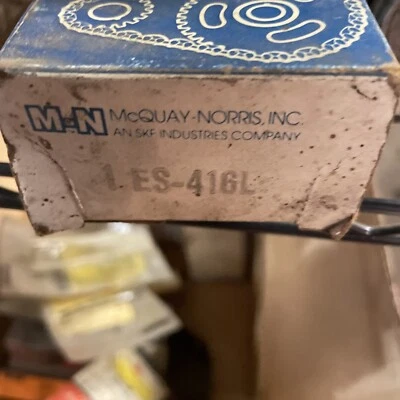 M-N McQUAY-NORRIS, INC.
AN SKF INDUSTRIES COMPANY
1 ES-416L